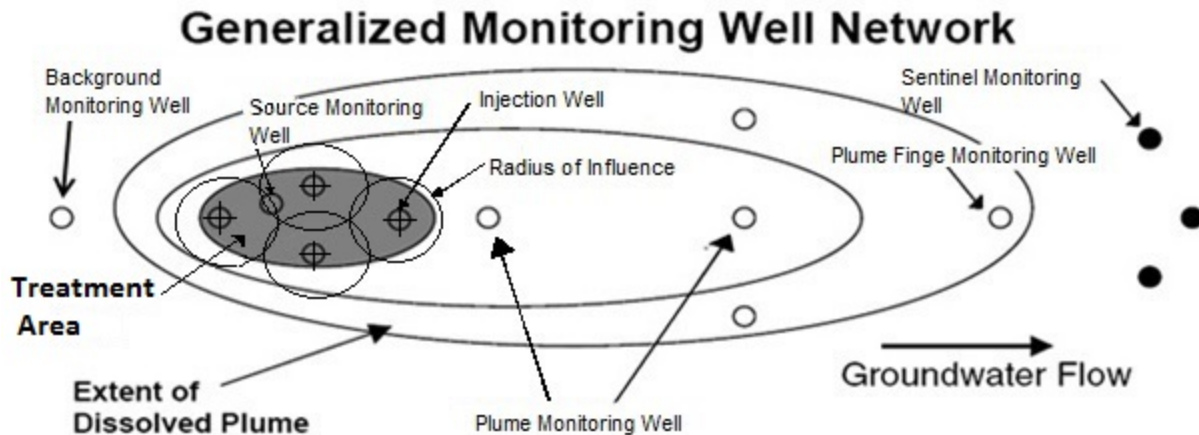 Generalized Monitoring Well Network
Background
Monitoring Well
Source Monitoring
Well
Injection Well
Sentinel Monitoring
Well
Radius of Influence
Plume Finge Monitoring Well
Treatment
Area
Extent of
Dissolved Plume
Plume Monitoring Well
Groundwater Flow